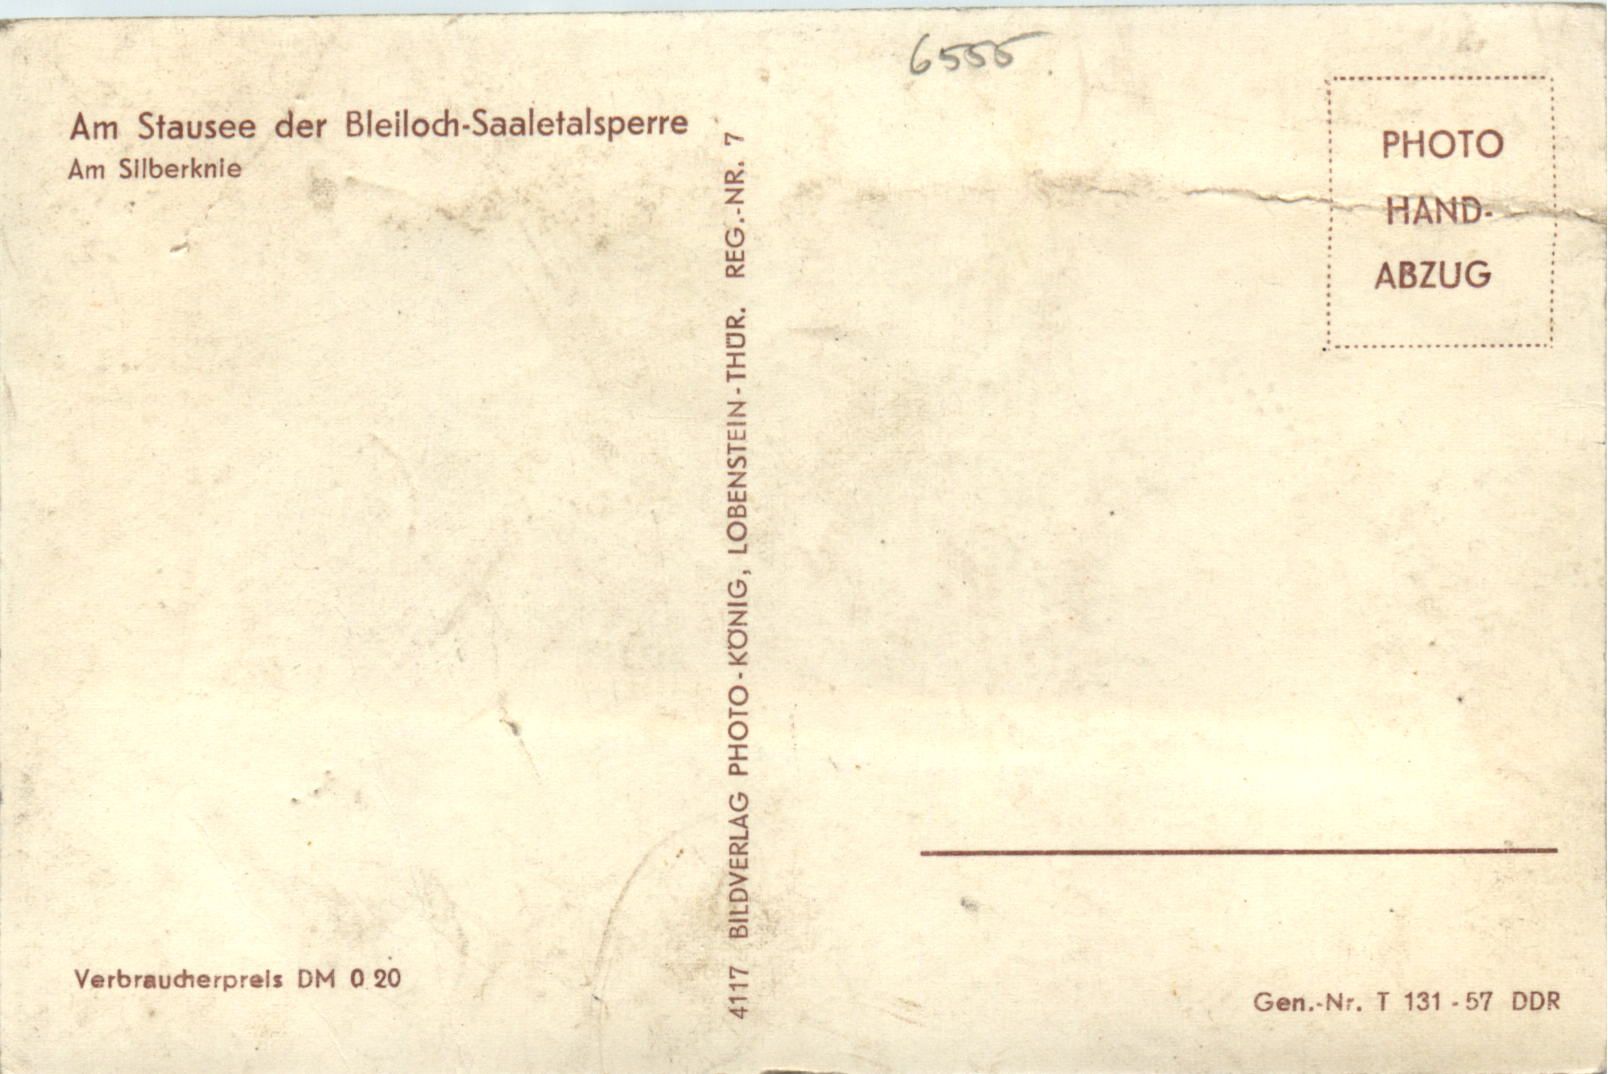 6555
Am Stausee der Bleiloch-Saaletalsperre
Am Silberknie
PHOTO
HAND-
ABZUG
4117 BILDVERLAG PHOTO-KÖNIG, LOBENSTEIN-THÜR. REG.-NR. 7
Verbraucherpreis DM 0 20
Gen.-Nr. T 131-57 DDR